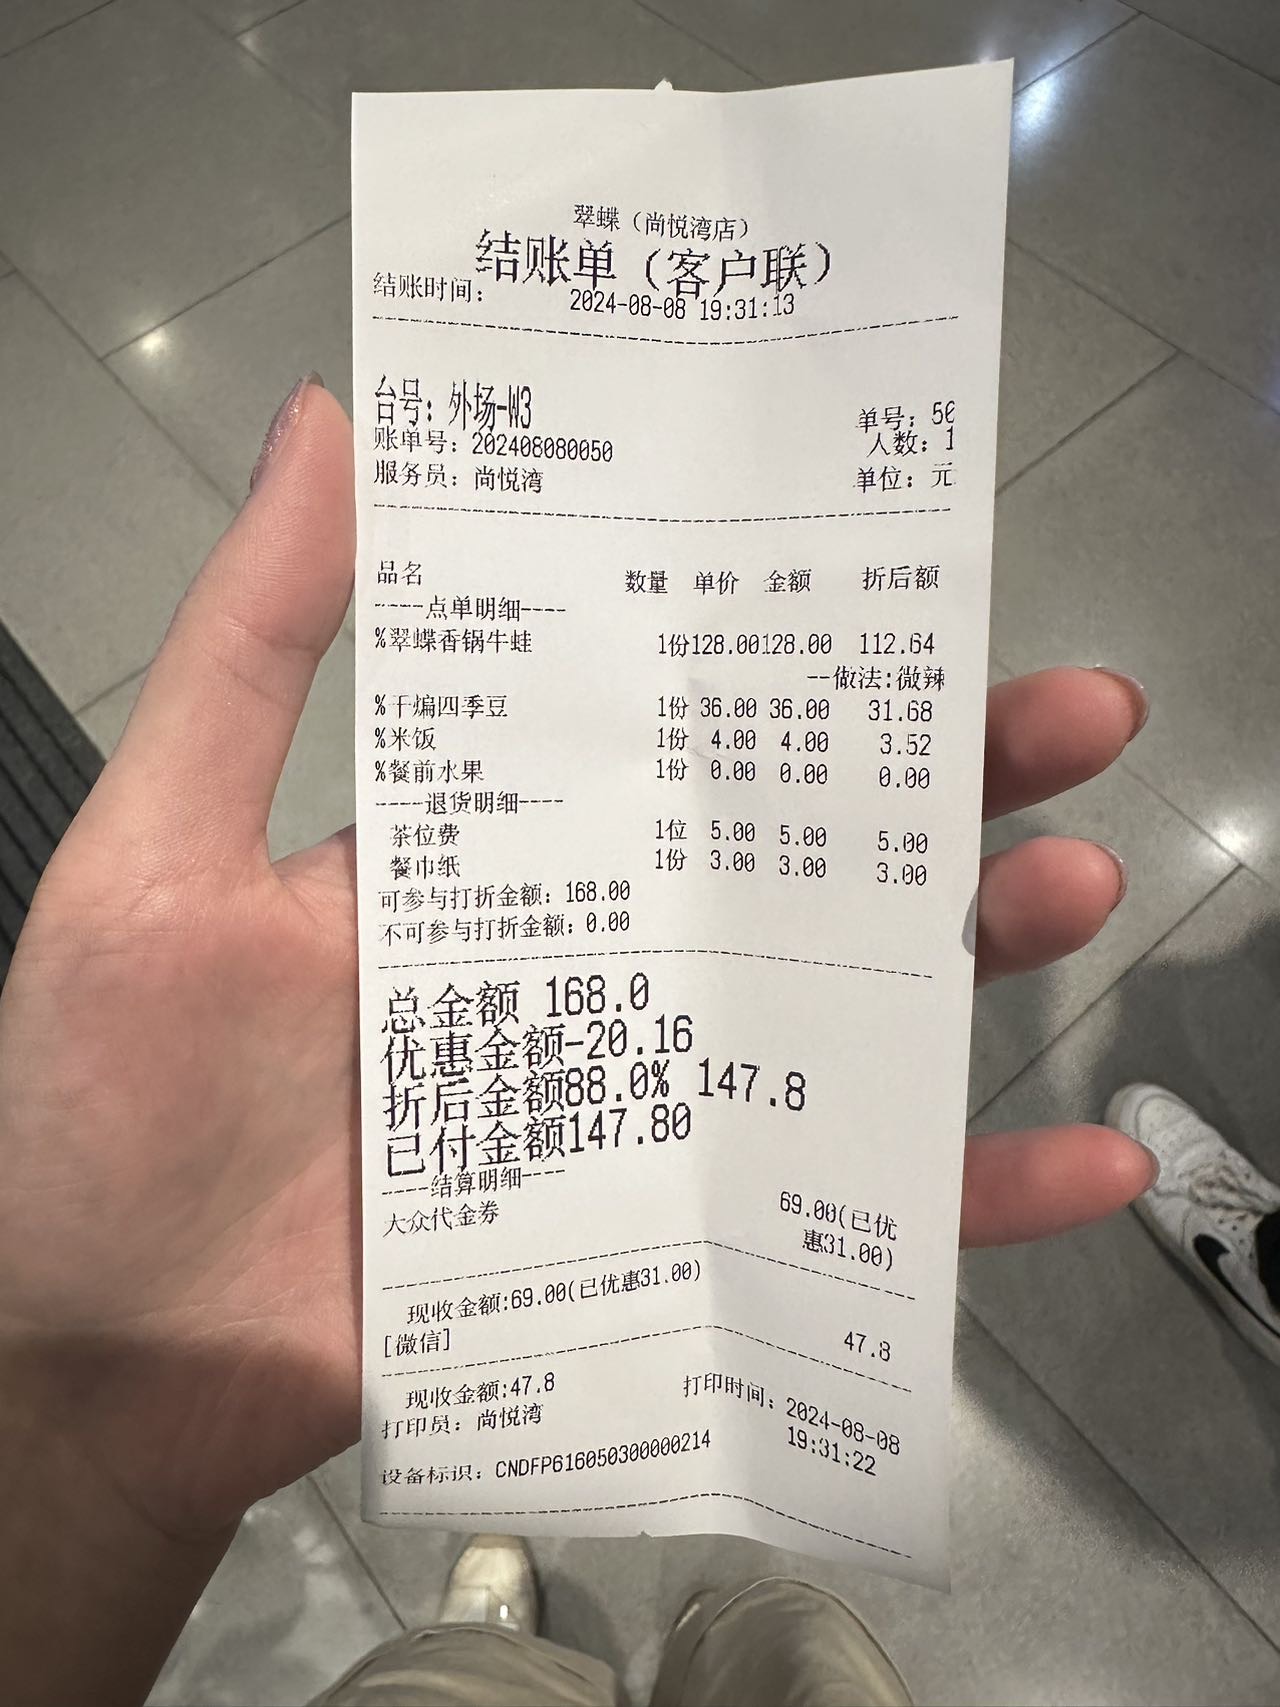 翠蝶（尚悦湾店）
结账单（客户联）
结账时间： 2024-08-08 19:31:13
台号：外场-W3 单号：50
账单号：202408080050 人数：1
服务员：尚悦湾 单位：元
品名 数量 单价 金额 折后额
----点单明细----
%翠蝶香锅牛蛙 1份128.00128.00 112.64
--做法:微辣
%干煸四季豆 1份 36.00 36.00 31.68
%米饭 1份 4.00 4.00 3.52
%餐前水果 1份 0.00 0.00 0.00
----退货明细----
茶位费 1位 5.00 5.00 5.00
餐巾纸 1份 3.00 3.00 3.00
可参与打折金额：168.00
不可参与打折金额：0.00
总金额 168.0
优惠金额-20.16
折后金额88.0% 147.8
已付金额147.80
----结算明细----
大众代金券 69.00(已优
惠31.00)
现收金额:69.00(已优惠31.00)
[微信] 47.8
现收金额:47.8
打印员：尚悦湾 打印时间：2024-08-08
19:31:22
设备标识：CNDFP616050300000214